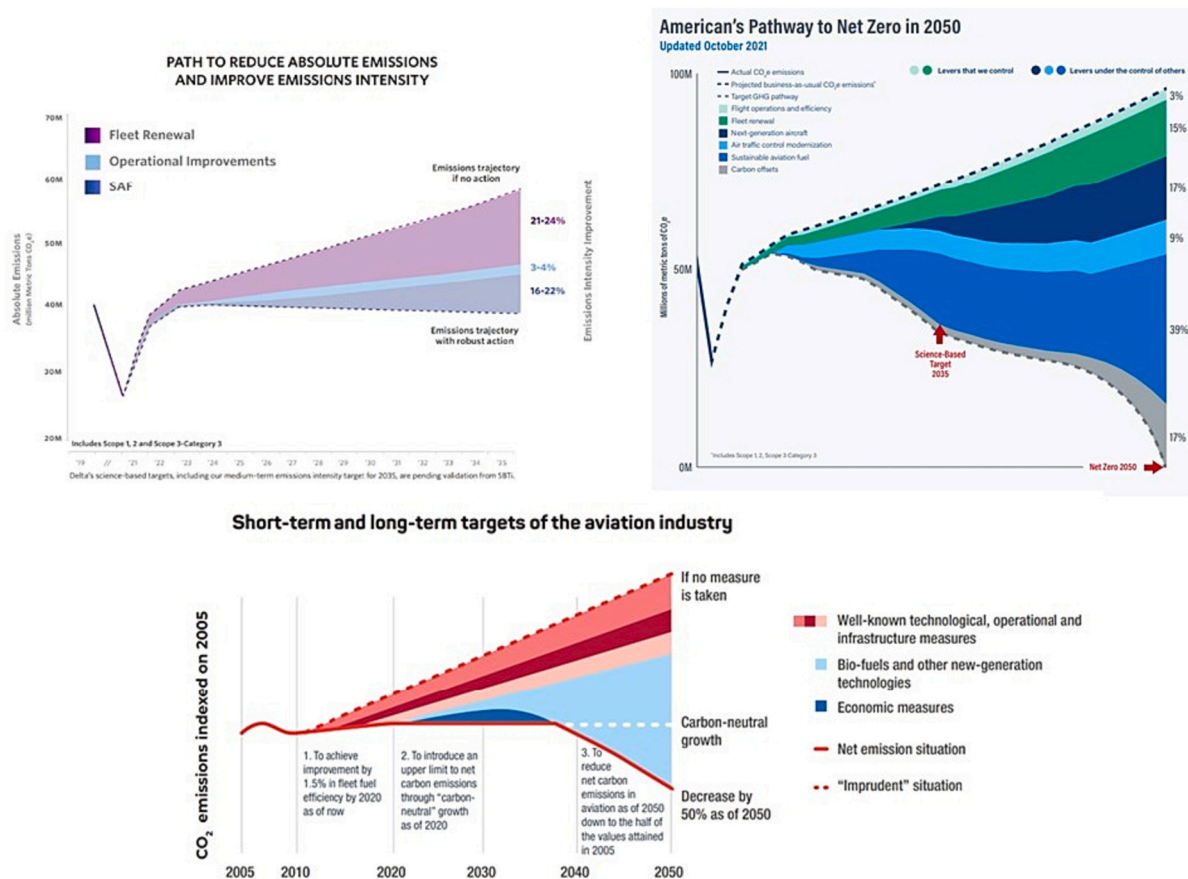 PATH TO REDUCE ABSOLUTE EMISSIONS
AND IMPROVE EMISSIONS INTENSITY
70M
60M
50M
40M
30M
20M
Absolute Emissions
(million Metric Tons CO₂e)
Fleet Renewal
Operational Improvements
SAF
Emissions trajectory
if no action
21-24%
3-4%
16-22%
Emissions trajectory
with robust action
Emissions Intensity Improvement
Includes Scope 1, 2 and Scope 3-Category 3
'19 // '21 '22 '23 '24 '25 '26 '27 '28 '29 '30 '31 '32 '33 '34 '35
Delta's science-based targets, including our medium-term emissions intensity target for 2035, are pending validation from SBTi.
American's Pathway to Net Zero in 2050
Updated October 2021
100M
50M
0M
Millions of metric tons of CO₂e
Actual CO₂e emissions
Projected business-as-usual CO₂e emissions*
Target GHG pathway
Flight operations and efficiency
Fleet renewal
Next-generation aircraft
Air traffic control modernization
Sustainable aviation fuel
Carbon offsets
Levers that we control
Levers under the control of others
3%
15%
17%
9%
39%
17%
Science-Based
Target
2035
Net Zero 2050
*Includes Scope 1, 2, Scope 3-Category 3
Short-term and long-term targets of the aviation industry
CO₂ emissions indexed on 2005
If no measure
is taken
Carbon-neutral
growth
Decrease by
50% as of 2050
1. To achieve
improvement by
1.5% in fleet fuel
efficiency by 2020
as of row
2. To introduce an
upper limit to net
carbon emissions
through "carbon-
neutral" growth
as of 2020
3. To
reduce
net carbon
emissions in
aviation as of 2050
down to the half of
the values attained
in 2005
2005 2010 2020 2030 2040 2050
Well-known technological, operational and
infrastructure measures
Bio-fuels and other new-generation
technologies
Economic measures
Net emission situation
"Imprudent" situation